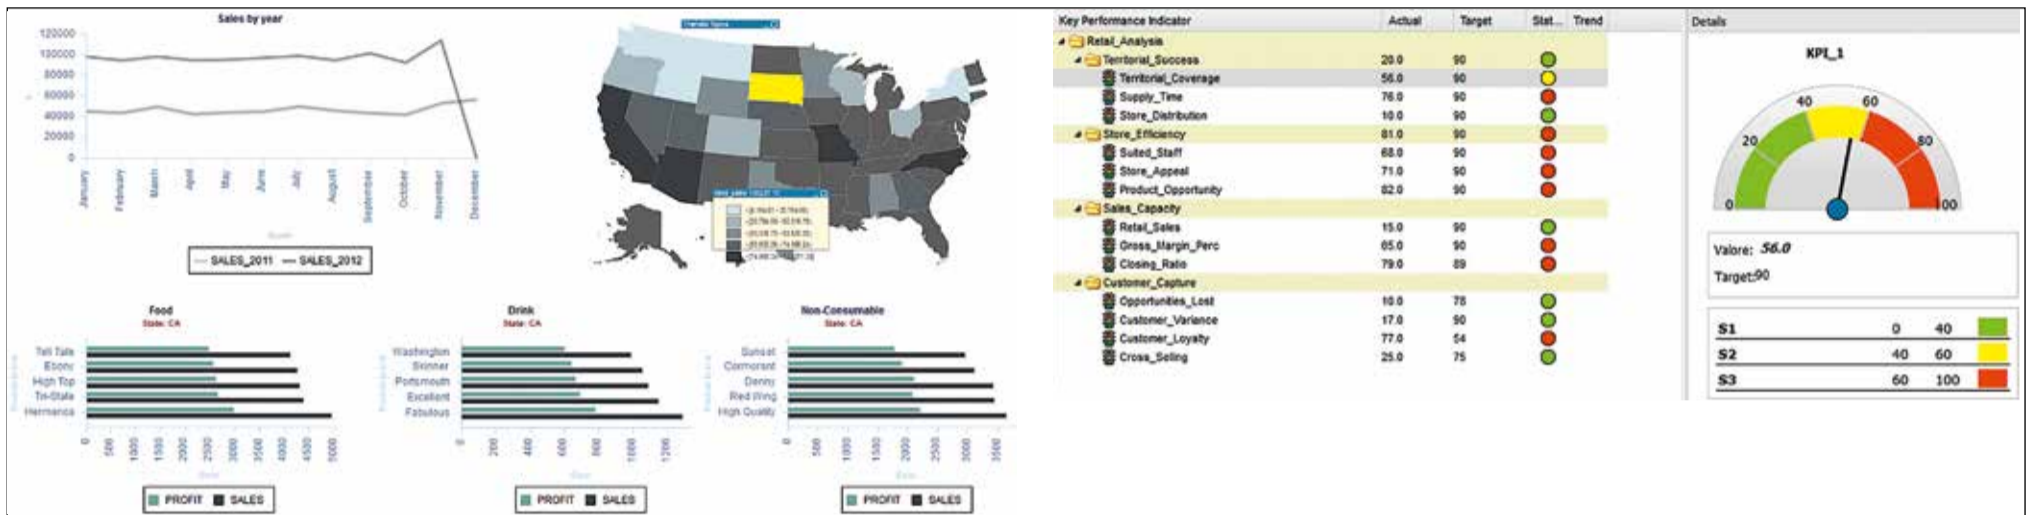 Sales by year
120000
100000
80000
60000
40000
20000
0
January
February
March
April
May
June
July
August
September
October
November
December
SALES_2011 SALES_2012
Food
State: CA
Tell Tale
Ebony
High Top
Tri-State
Hermanos
0 500 1000 1500 2000 2500 3000 3500 4000 4500 5000
PROFIT SALES
Drink
State: CA
Washington
Skinner
Portsmouth
Excellent
Fabulous
0 200 400 600 800 1000 1200
PROFIT SALES
Non-Consumable
State: CA
Sunset
Cormorant
Denny
Red Wing
High Quality
0 500 1000 1500 2000 2500 3000 3500
PROFIT SALES
Key Performance Indicator Actual Target Stat... Trend
Retail_Analysis
Territorial_Success 20.0 90
Territorial_Coverage 56.0 90
Supply_Time 76.0 90
Store_Distribution 10.0 90
Store_Efficiency 81.0 90
Suited_Staff 68.0 90
Store_Appeal 71.0 90
Product_Opportunity 82.0 90
Sales_Capacity
Retail_Sales 15.0 90
Gross_Margin_Perc 65.0 90
Closing_Ratio 79.0 89
Customer_Capture
Opportunities_Lost 10.0 78
Customer_Variance 17.0 90
Customer_Loyalty 77.0 54
Cross_Seling 25.0 75
Details
KPI_1
0 20 40 60 80 100
Valore: 56.0
Target:90
S1 0 40
S2 40 60
S3 60 100